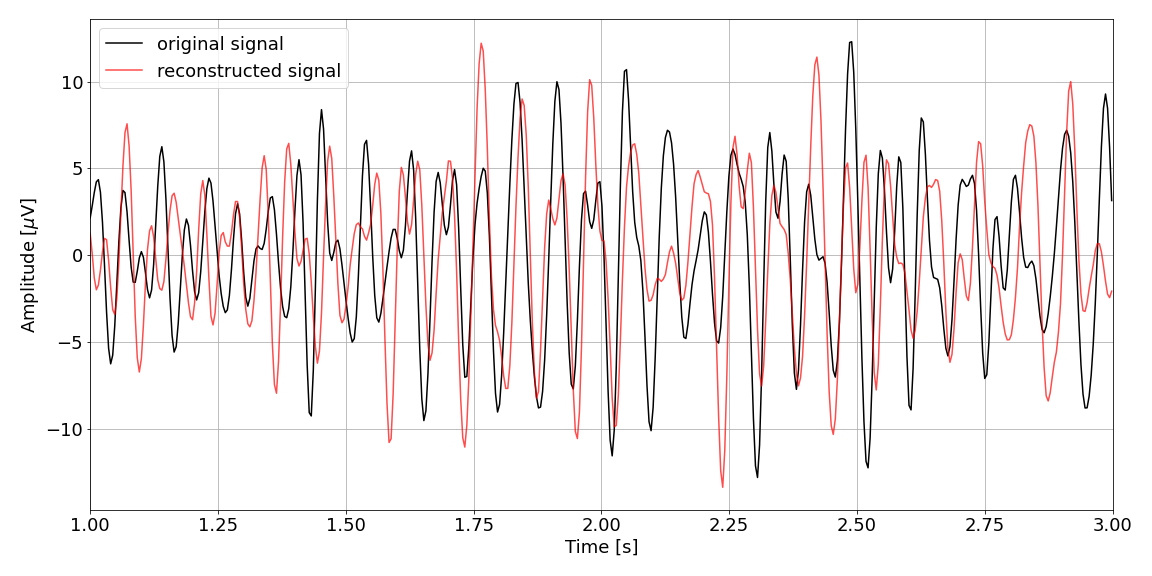 original signal
reconstructed signal
Amplitude [μV]
10
5
0
−5
−10
1.00 1.25 1.50 1.75 2.00 2.25 2.50 2.75 3.00
Time [s]